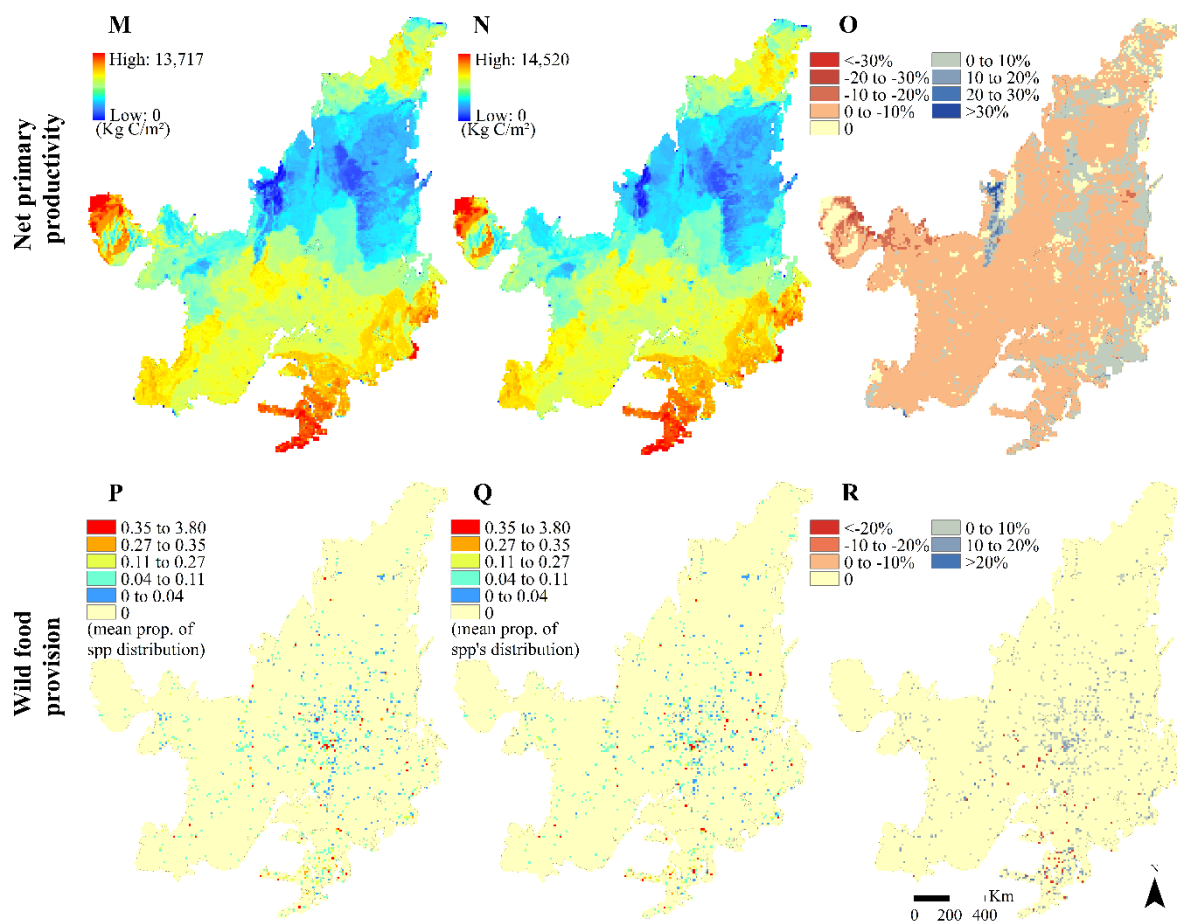 M
High: 13,717
Low: 0
(Kg C/m²)
N
High: 14,520
Low: 0
(Kg C/m²)
O
<-30%
-20 to -30%
-10 to -20%
0 to -10%
0
0 to 10%
10 to 20%
20 to 30%
>30%
Net primary
productivity
P
0.35 to 3.80
0.27 to 0.35
0.11 to 0.27
0.04 to 0.11
0 to 0.04
0
(mean prop. of
spp distribution)
Q
0.35 to 3.80
0.27 to 0.35
0.11 to 0.27
0.04 to 0.11
0 to 0.04
0
(mean prop. of
spp's distribution)
R
<-20%
-10 to -20%
0 to -10%
0
0 to 10%
10 to 20%
>20%
Wild food
provision
Km
0 200 400
N